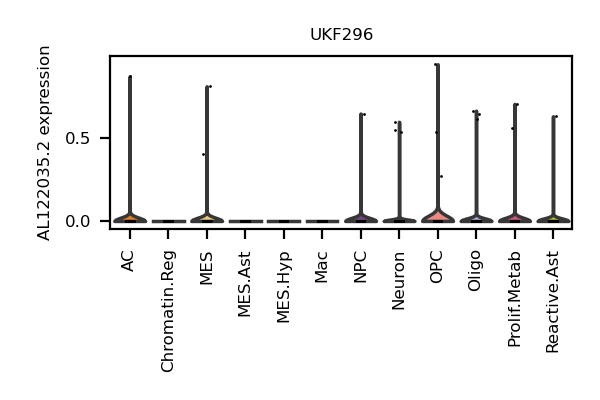 UKF296
AL122035.2 expression
0.5
0.0
AC
Chromatin.Reg
MES
MES.Ast
MES.Hyp
Mac
NPC
Neuron
OPC
Oligo
Prolif.Metab
Reactive.Ast